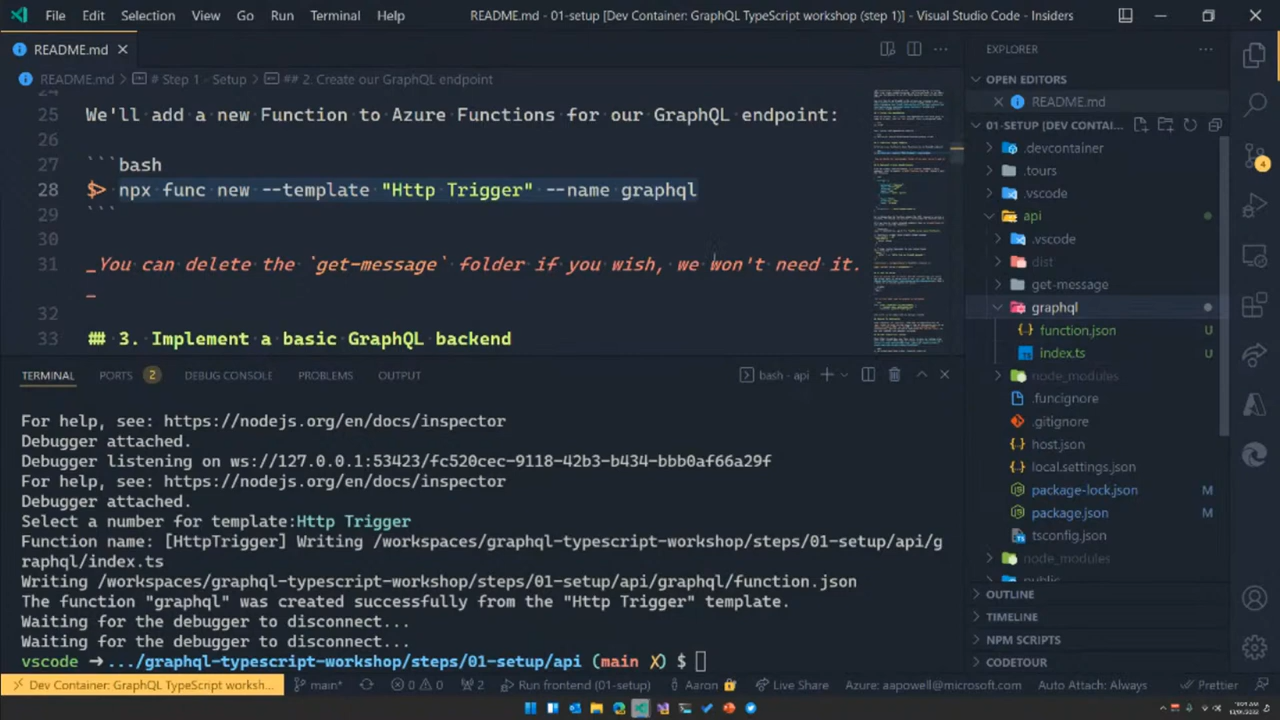 File Edit Selection View Go Run Terminal Help README.md - 01-setup [Dev Container: GraphQL TypeScript workshop (step 1)] - Visual Studio Code - Insiders
README.md
README.md > # Step 1 - Setup > ## 2. Create our GraphQL endpoint
25 We'll add a new Function to Azure Functions for our GraphQL endpoint:
26
27 ```bash
28 $> npx func new --template "Http Trigger" --name graphql
29 ```
30
31 _You can delete the `get-message` folder if you wish, we won't need it.
_
32
33 ## 3. Implement a basic GraphQL backend
TERMINAL PORTS 2 DEBUG CONSOLE PROBLEMS OUTPUT
bash - api
For help, see: https://nodejs.org/en/docs/inspector
Debugger attached.
Debugger listening on ws://127.0.0.1:53423/fc520cec-9118-42b3-b434-bbb0af66a29f
For help, see: https://nodejs.org/en/docs/inspector
Debugger attached.
Select a number for template:Http Trigger
Function name: [HttpTrigger] Writing /workspaces/graphql-typescript-workshop/steps/01-setup/api/g
raphql/index.ts
Writing /workspaces/graphql-typescript-workshop/steps/01-setup/api/graphql/function.json
The function "graphql" was created successfully from the "Http Trigger" template.
Waiting for the debugger to disconnect...
Waiting for the debugger to disconnect...
vscode ➜ .../graphql-typescript-workshop/steps/01-setup/api (main ✗) $
EXPLORER
OPEN EDITORS
README.md
01-SETUP [DEV CONTAI...
.devcontainer
.tours
.vscode
api
.vscode
dist
get-message
graphql
function.json U
index.ts U
node_modules
.funcignore
.gitignore
host.json
local.settings.json
package-lock.json M
package.json M
tsconfig.json
node_modules
public
OUTLINE
TIMELINE
NPM SCRIPTS
CODETOUR
4
Dev Container: GraphQL TypeScript worksh... main* 0 0 2 Run frontend (01-setup) Aaron Live Share Azure: aapowell@microsoft.com Auto Attach: Always Prettier